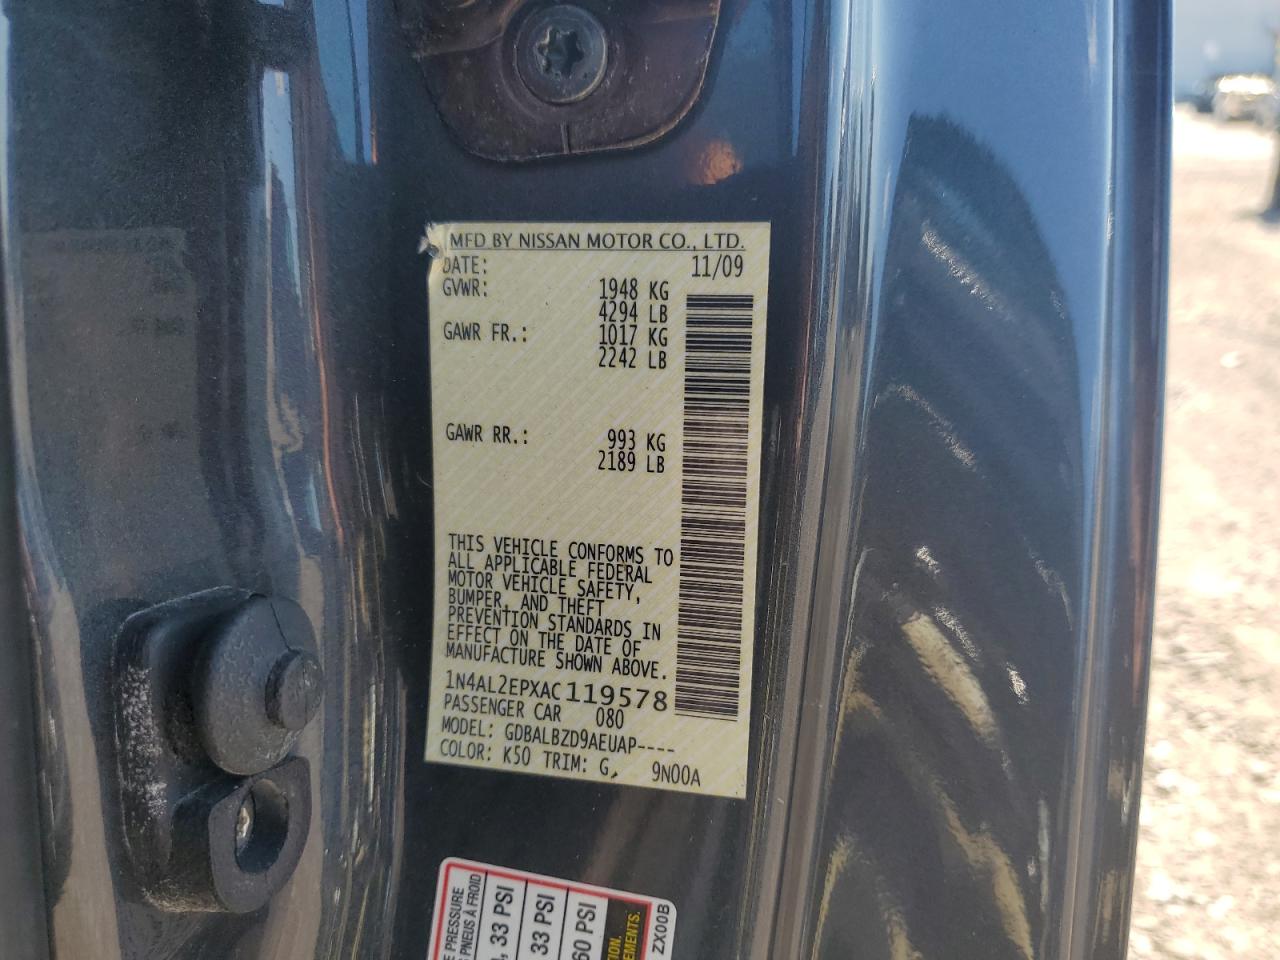 MFD BY NISSAN MOTOR CO., LTD.
DATE: 11/09
GVWR: 1948 KG
4294 LB
GAWR FR.: 1017 KG
2242 LB
GAWR RR.: 993 KG
2189 LB
THIS VEHICLE CONFORMS TO
ALL APPLICABLE FEDERAL
MOTOR VEHICLE SAFETY,
BUMPER, AND THEFT
PREVENTION STANDARDS IN
EFFECT ON THE DATE OF
MANUFACTURE SHOWN ABOVE.
1N4AL2EPXAC119578
PASSENGER CAR 080
MODEL: GDBALBZD9AEUAP----
COLOR: K50 TRIM: G, 9N00A
PRESSURE
PNEUS À FROID
33 PSI
33 PSI
60 PSI
ZX00B